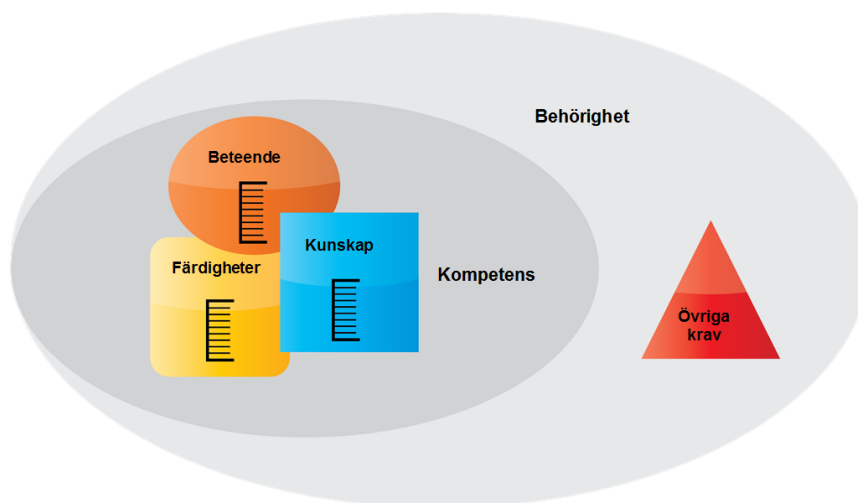 Behörighet
Beteende
Kunskap
Färdigheter
Kompetens
Övriga
krav